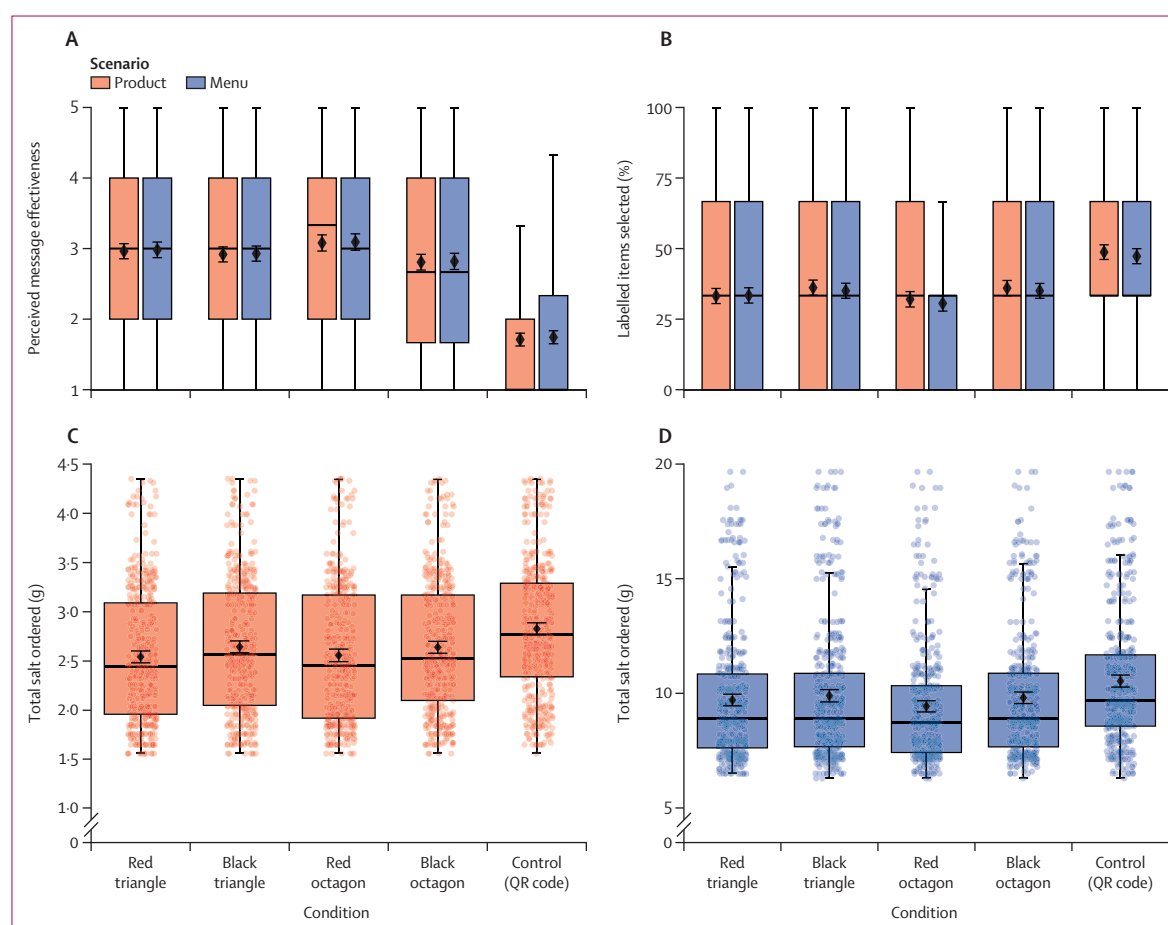 A
Scenario
Product Menu
Perceived message effectiveness
5
4
3
2
1
B
Labelled items selected (%)
100
75
50
25
0
C
Total salt ordered (g)
4·5
4·0
3·5
3·0
2·5
2·0
1·5
1·0
0
Red triangle
Black triangle
Red octagon
Black octagon
Control (QR code)
Condition
D
Total salt ordered (g)
20
15
10
5
0
Red triangle
Black triangle
Red octagon
Black octagon
Control (QR code)
Condition